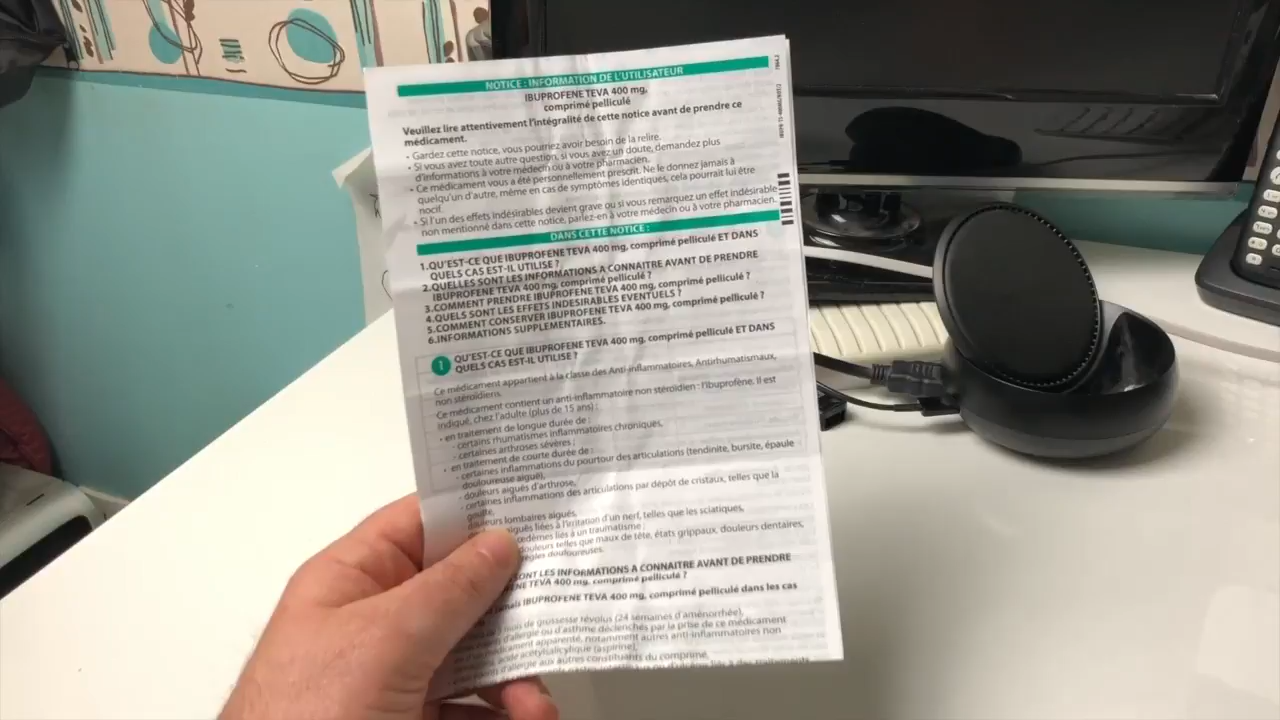 NOTICE : INFORMATION DE L'UTILISATEUR
IBUPROFENE TEVA 400 mg,
comprimé pelliculé
Veuillez lire attentivement l'intégralité de cette notice avant de prendre ce
médicament.
• Gardez cette notice, vous pourriez avoir besoin de la relire.
• Si vous avez toute autre question, si vous avez un doute, demandez plus
d'informations à votre médecin ou à votre pharmacien.
• Ce médicament vous a été personnellement prescrit. Ne le donnez jamais à
quelqu'un d'autre, même en cas de symptômes identiques, cela pourrait lui être
nocif.
• Si l'un des effets indésirables devient grave ou si vous remarquez un effet indésirable
non mentionné dans cette notice, parlez-en à votre médecin ou à votre pharmacien.
DANS CETTE NOTICE :
1.QU'EST-CE QUE IBUPROFENE TEVA 400 mg, comprimé pelliculé ET DANS
QUELS CAS EST-IL UTILISE ?
2.QUELLES SONT LES INFORMATIONS A CONNAITRE AVANT DE PRENDRE
IBUPROFENE TEVA 400 mg, comprimé pelliculé ?
3.COMMENT PRENDRE IBUPROFENE TEVA 400 mg, comprimé pelliculé ?
4.QUELS SONT LES EFFETS INDESIRABLES EVENTUELS ?
5.COMMENT CONSERVER IBUPROFENE TEVA 400 mg, comprimé pelliculé ?
6.INFORMATIONS SUPPLEMENTAIRES.
1 QU'EST-CE QUE IBUPROFENE TEVA 400 mg, comprimé pelliculé ET DANS
QUELS CAS EST-IL UTILISE ?
Ce médicament appartient à la classe des Anti-inflammatoires, Antirhumatismaux,
non stéroïdiens.
Ce médicament contient un anti-inflammatoire non stéroïdien : l'ibuprofène. Il est
indiqué, chez l'adulte (plus de 15 ans) :
• en traitement de longue durée de :
- certains rhumatismes inflammatoires chroniques,
- certaines arthroses sévères ;
• en traitement de courte durée de :
- certaines inflammations du pourtour des articulations (tendinite, bursite, épaule
douloureuse aiguë),
- douleurs aiguës d'arthrose,
- certaines inflammations des articulations par dépôt de cristaux, telles que la
goutte,
douleurs lombaires aiguës,
aiguës liées à l'irritation d'un nerf, telles que les sciatiques,
œdèmes liés à un traumatisme ;
douleurs telles que maux de tête, états grippaux, douleurs dentaires,
règles douloureuses.
SONT LES INFORMATIONS A CONNAITRE AVANT DE PRENDRE
TEVA 400 mg, comprimé pelliculé ?
jamais IBUPROFENE TEVA 400 mg, comprimé pelliculé dans les cas
mois de grossesse révolus (24 semaines d'aménorrhée),
d'allergie ou d'asthme déclenchés par la prise de ce médicament
médicament apparenté, notamment autres anti-inflammatoires non
acide acétylsalicylique (aspirine),
d'allergie aux autres constituants du comprimé,